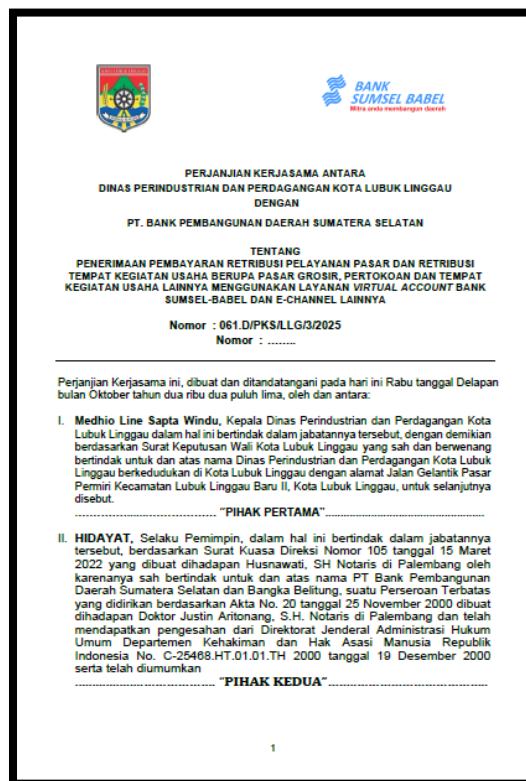 BANK
SUMSEL BABEL
Mitra anda membangun daerah
PERJANJIAN KERJASAMA ANTARA
DINAS PERINDUSTRIAN DAN PERDAGANGAN KOTA LUBUK LINGGAU
DENGAN
PT. BANK PEMBANGUNAN DAERAH SUMATERA SELATAN
TENTANG
PENERIMAAN PEMBAYARAN RETRIBUSI PELAYANAN PASAR DAN RETRIBUSI
TEMPAT KEGIATAN USAHA BERUPA PASAR GROSIR, PERTOKOAN DAN TEMPAT
KEGIATAN USAHA LAINNYA MENGGUNAKAN LAYANAN VIRTUAL ACCOUNT BANK
SUMSEL-BABEL DAN E-CHANNEL LAINNYA
Nomor : 061.D/PKS/LLG/3/2025
Nomor : ........
Perjanjian Kerjasama ini, dibuat dan ditandatangani pada hari ini Rabu tanggal Delapan
bulan Oktober tahun dua ribu dua puluh lima, oleh dan antara:
I. Medhio Line Sapta Windu, Kepala Dinas Perindustrian dan Perdagangan Kota
Lubuk Linggau dalam hal ini bertindak dalam jabatannya tersebut, dengan demikian
berdasarkan Surat Keputusan Wali Kota Lubuk Linggau yang sah dan berwenang
bertindak untuk dan atas nama Dinas Perindustrian dan Perdagangan Kota Lubuk
Linggau berkedudukan di Kota Lubuk Linggau dengan alamat Jalan Gelantik Pasar
Permiri Kecamatan Lubuk Linggau Baru II, Kota Lubuk Linggau, untuk selanjutnya
disebut.
.................................... "PIHAK PERTAMA".........................................
II. HIDAYAT, Selaku Pemimpin, dalam hal ini bertindak dalam jabatannya
tersebut, berdasarkan Surat Kuasa Direksi Nomor 105 tanggal 15 Maret
2022 yang dibuat dihadapan Husnawati, SH Notaris di Palembang oleh
karenanya sah bertindak untuk dan atas nama PT Bank Pembangunan
Daerah Sumatera Selatan dan Bangka Belitung, suatu Perseroan Terbatas
yang didirikan berdasarkan Akta No. 20 tanggal 25 November 2000 dibuat
dihadapan Doktor Justin Aritonang, S.H. Notaris di Palembang dan telah
mendapatkan pengesahan dari Direktorat Jenderal Administrasi Hukum
Umum Departemen Kehakiman dan Hak Asasi Manusia Republik
Indonesia No. C-25468.HT.01.01.TH 2000 tanggal 19 Desember 2000
serta telah diumumkan
.................................... "PIHAK KEDUA".........................................
1